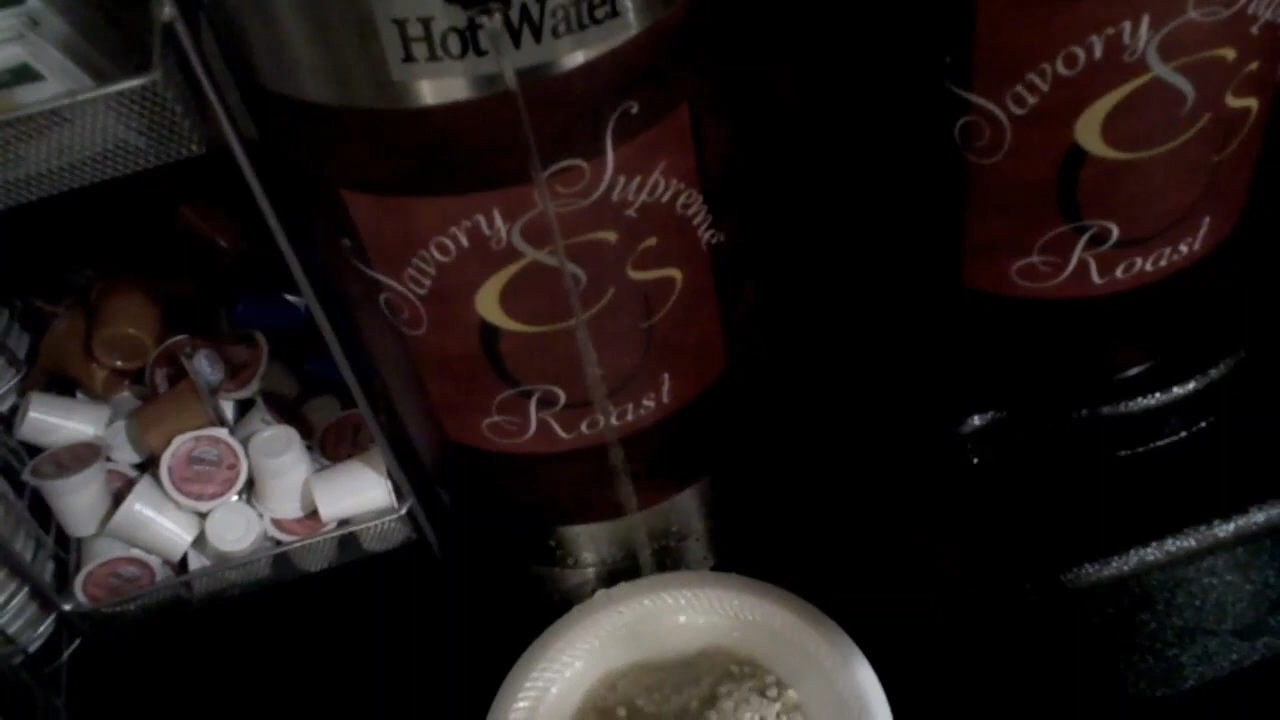 Hot Water
Savory Supreme
S
E's
Roast
Savory
S
E's
Roast